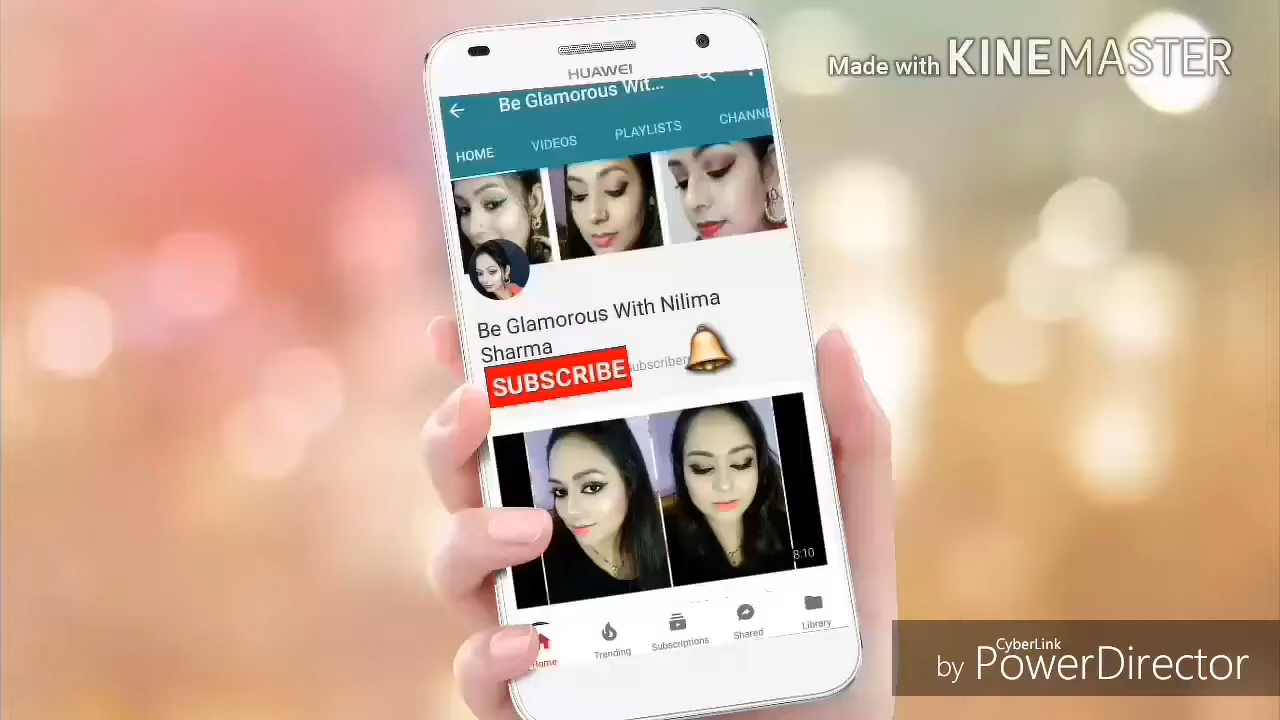 Made with KINEMASTER
HUAWEI
Be Glamorous Wit...
HOME VIDEOS PLAYLISTS CHANNE
Be Glamorous With Nilima
Sharma
SUBSCRIBE subscriber
8:10
Home Trending Subscriptions Shared Library
CyberLink
by PowerDirector